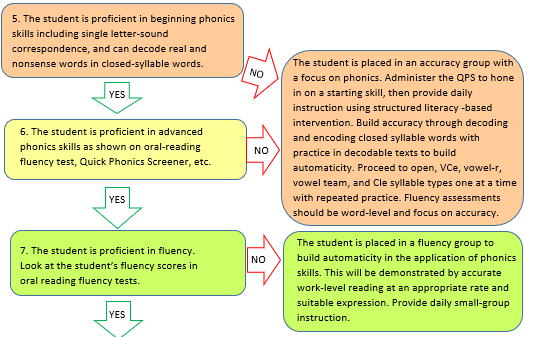 5. The student is proficient in beginning phonics
skills including single letter-sound
correspondence, and can decode real and
nonsense words in closed-syllable words.
NO
YES
The student is placed in an accuracy group with
a focus on phonics. Administer the QPS to hone
in on a starting skill, then provide daily
instruction using structured literacy -based
intervention.
Build accuracy through decoding
and encoding closed syllable words with
practice in decodable texts to build
automaticity. Proceed to open, VCe, vowel-r,
vowel team, and Cle syllable types one at a time
with repeated practice. Fluency assessments
should be word-level and focus on accuracy.
6. The student is proficient in advanced
phonics skills as shown on oral-reading
fluency test, Quick Phonics Screener, etc.
NO
YES
7. The student is proficient in fluency.
Look at the student's fluency scores in
oral reading fluency tests.
NO
YES
The student is placed in a fluency group to
build automaticity in the application of phonics
skills. This will be demonstrated by accurate
work-level reading at an appropriate rate and
suitable expression. Provide daily small-group
instruction.